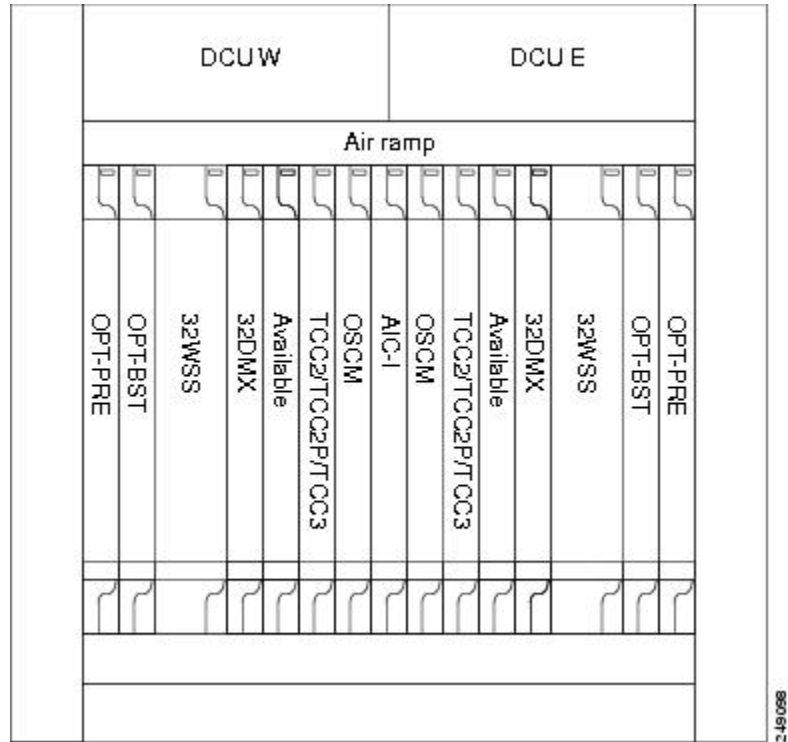 DCU W
DCU E
Air ramp
OPT-PRE
OPT-BST
32WSS
32DMX
Available
TCC2/TCC2P/TCC3
OSCM
AIC-I
OSCM
TCC2/TCC2P/TCC3
Available
32DMX
32WSS
OPT-BST
OPT-PRE
249098